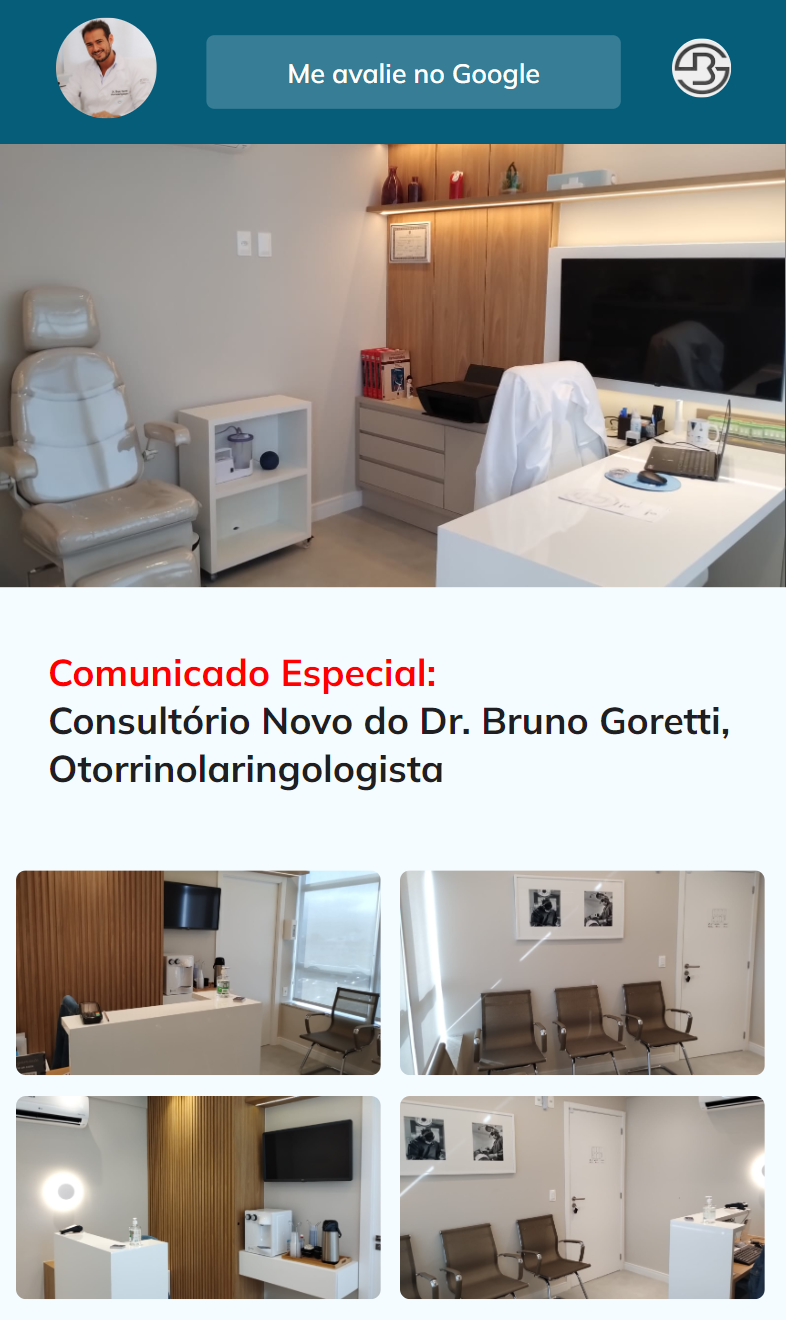 Me avalie no Google
Comunicado Especial:
Consultório Novo do Dr. Bruno Goretti,
Otorrinolaringologista